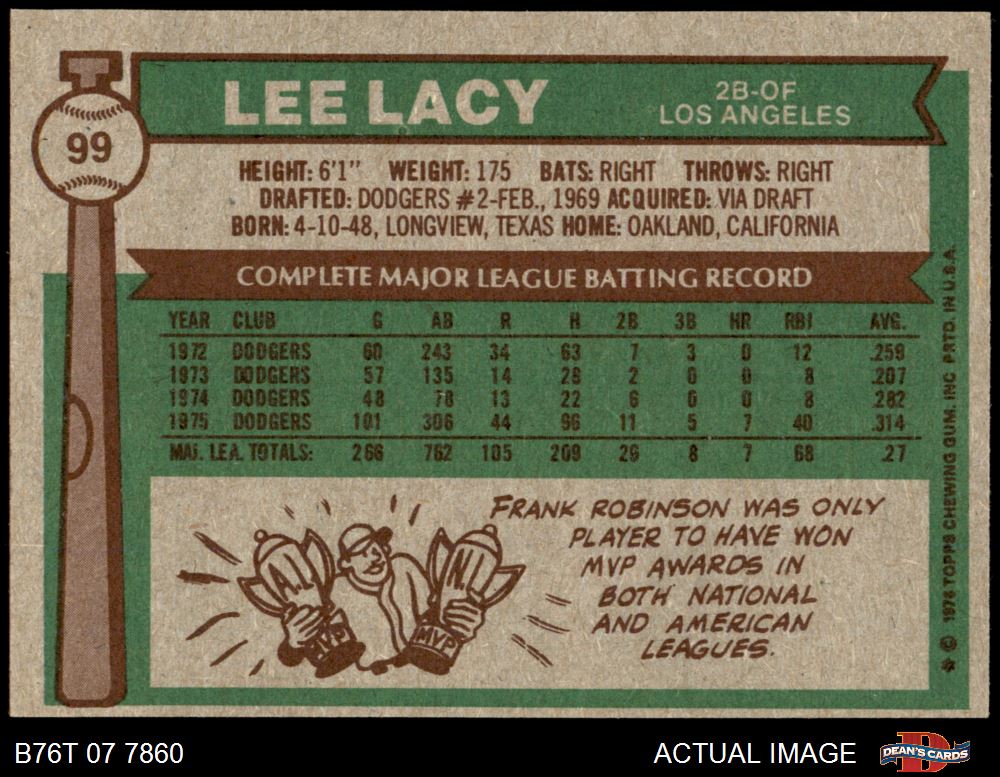 LEE LACY
2B-OF
LOS ANGELES
99
HEIGHT: 6'1" WEIGHT: 175 BATS: RIGHT THROWS: RIGHT
DRAFTED: DODGERS #2-FEB., 1969 ACQUIRED: VIA DRAFT
BORN: 4-10-48, LONGVIEW, TEXAS HOME: OAKLAND, CALIFORNIA
COMPLETE MAJOR LEAGUE BATTING RECORD
YEAR CLUB G AB R H 2B 3B HR RBI AVG.
1972 DODGERS 60 243 34 63 7 3 0 12 .259
1973 DODGERS 57 135 14 28 2 0 0 8 .207
1974 DODGERS 48 78 13 22 6 0 0 8 .282
1975 DODGERS 101 306 44 96 11 5 7 40 .314
MAJ. LEA. TOTALS: 266 762 105 209 26 8 7 68 .27
FRANK ROBINSON WAS ONLY
PLAYER TO HAVE WON
MVP AWARDS IN
BOTH NATIONAL
AND AMERICAN
LEAGUES.
A.L.
N.L.
MVP
MVP
* © 1976 TOPPS CHEWING GUM, INC PRTD. IN U.S.A.
B76T 07 7860
ACTUAL IMAGE
DEAN'S CARDS